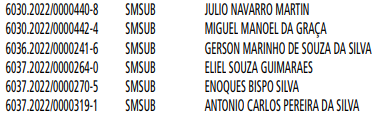 6030.2022/0000440-8 SMSUB JULIO NAVARRO MARTIN
6030.2022/0000442-4 SMSUB MIGUEL MANOEL DA GRAÇA
6036.2022/0000241-6 SMSUB GERSON MARINHO DE SOUZA DA SILVA
6037.2022/0000264-0 SMSUB ELIEL SOUZA GUIMARAES
6037.2022/0000270-5 SMSUB ENOQUES BISPO SILVA
6037.2022/0000319-1 SMSUB ANTONIO CARLOS PEREIRA DA SILVA